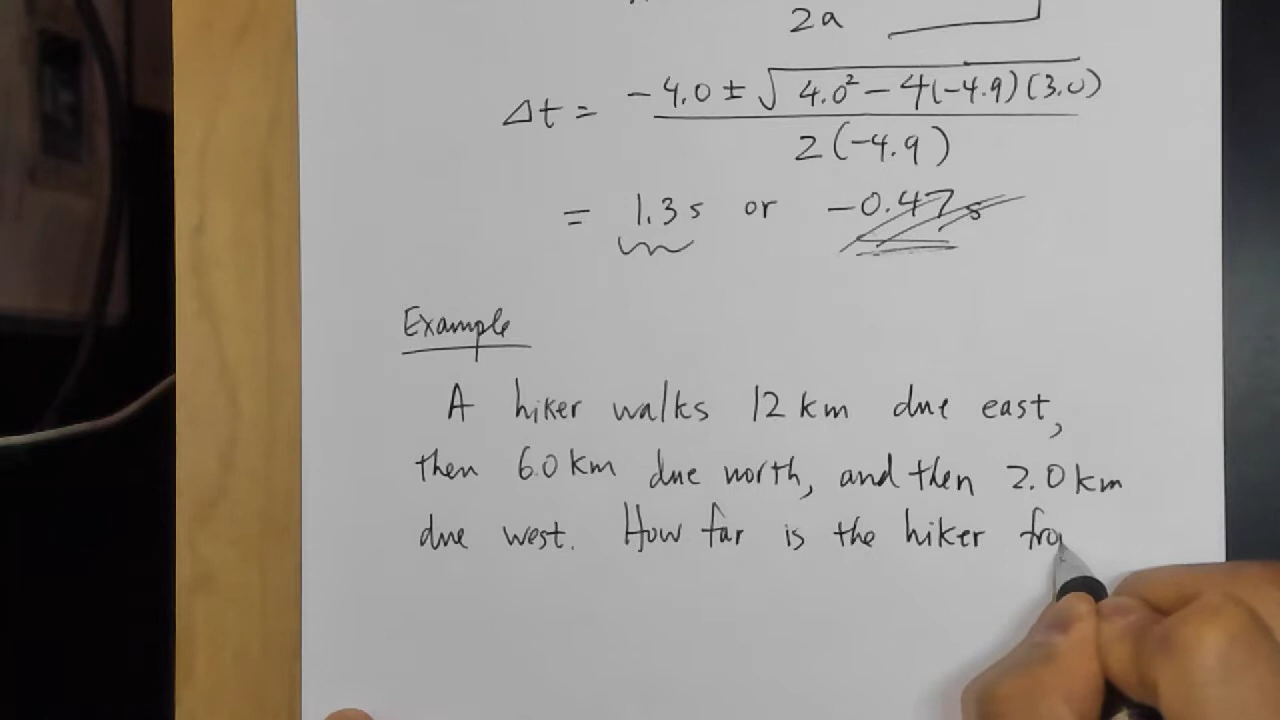 2a
Δt = -4.0 ± √4.0² - 4(-4.9)(3.0)
2(-4.9)
= 1.3 s or -0.47 s
Example
A hiker walks 12 km due east,
then 6.0 km due north, and then 2.0 km
due west. How far is the hiker fro